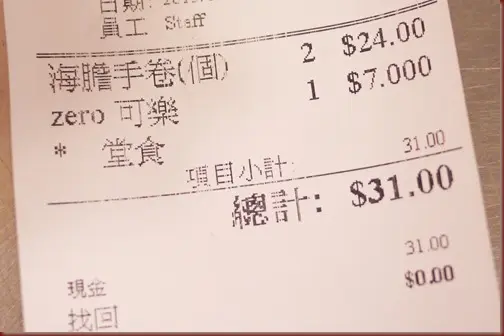 日期:
員工 Staff
海膽手卷(個) 2 $24.00
zero 可樂 1 $7.000
* 堂食
項目小計: 31.00
總計: $31.00
現金 31.00
找回 $0.00